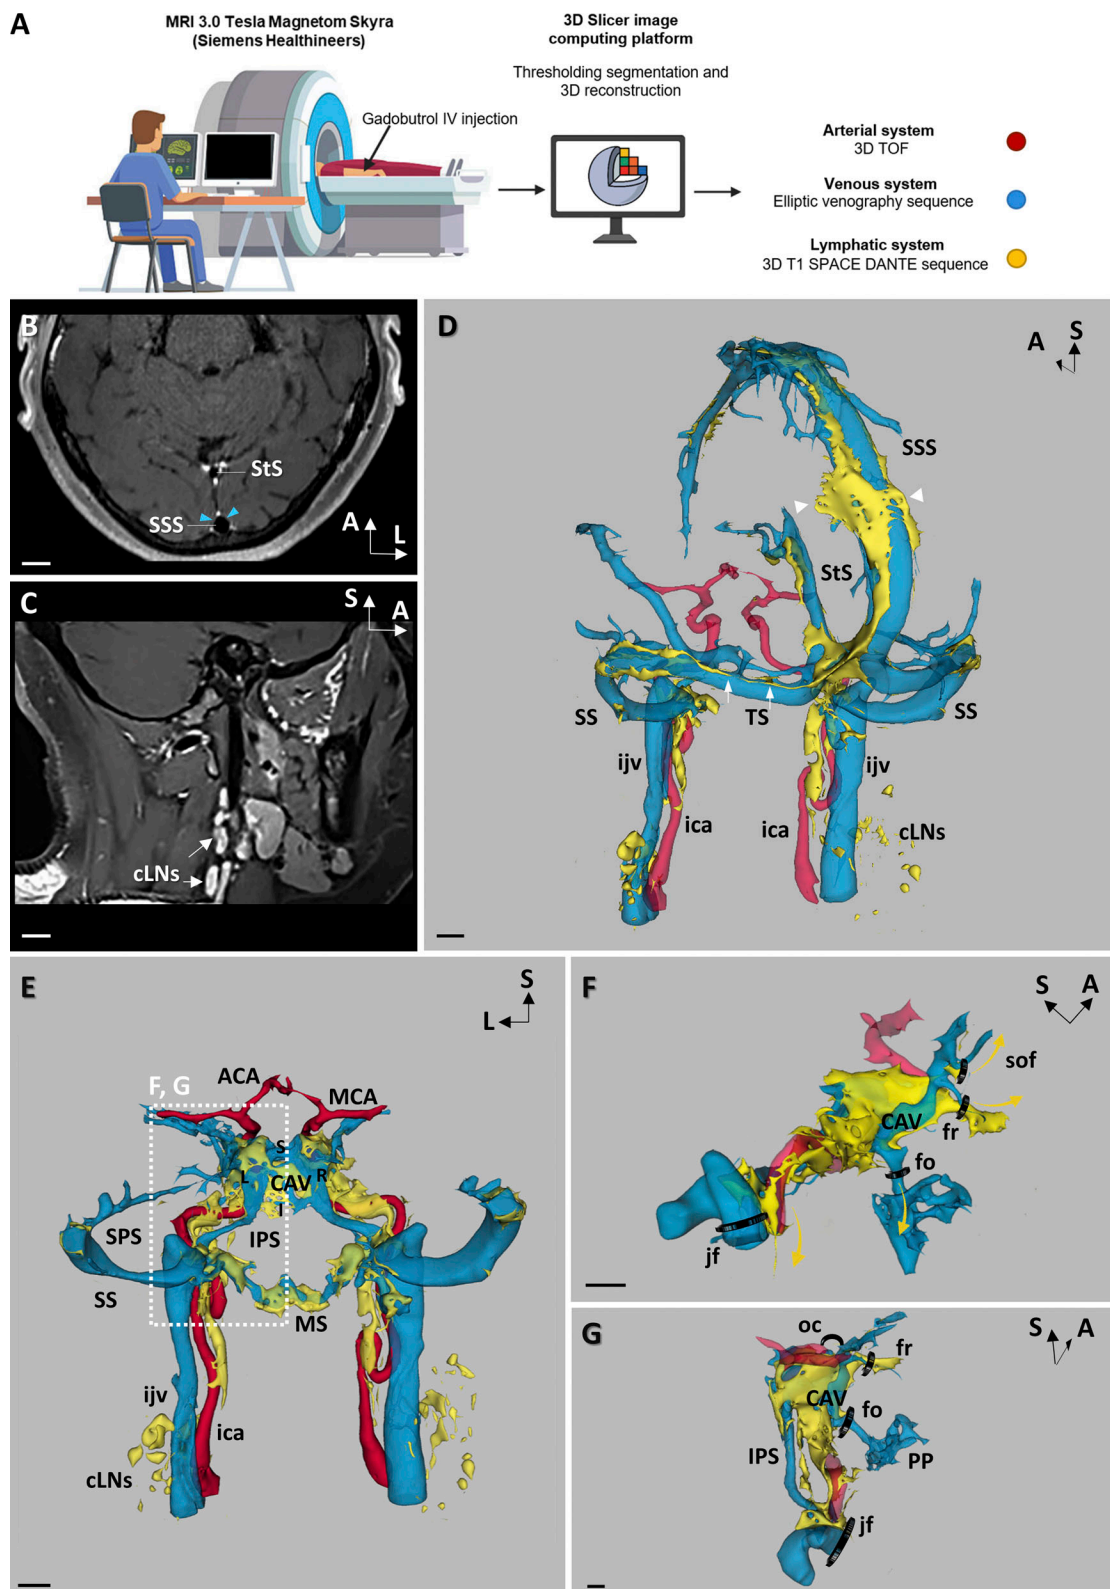 A
MRI 3.0 Tesla Magnetom Skyra
(Siemens Healthineers)
3D Slicer image
computing platform
Thresholding segmentation and
3D reconstruction
Gadobutrol IV injection
Arterial system
3D TOF
Venous system
Elliptic venography sequence
Lymphatic system
3D T1 SPACE DANTE sequence
B
StS
SSS
A
L
C
S
A
cLNs
D
A
S
SSS
StS
SS
TS
SS
ijv
ijv
ica
ica
cLNs
E
S
L
F, G
ACA
MCA
S
L
CAV
R
I
SPS
IPS
SS
MS
ijv
ica
cLNs
F
S
A
sof
CAV
fr
fo
jf
G
S
A
oc
fr
CAV
fo
IPS
PP
jf